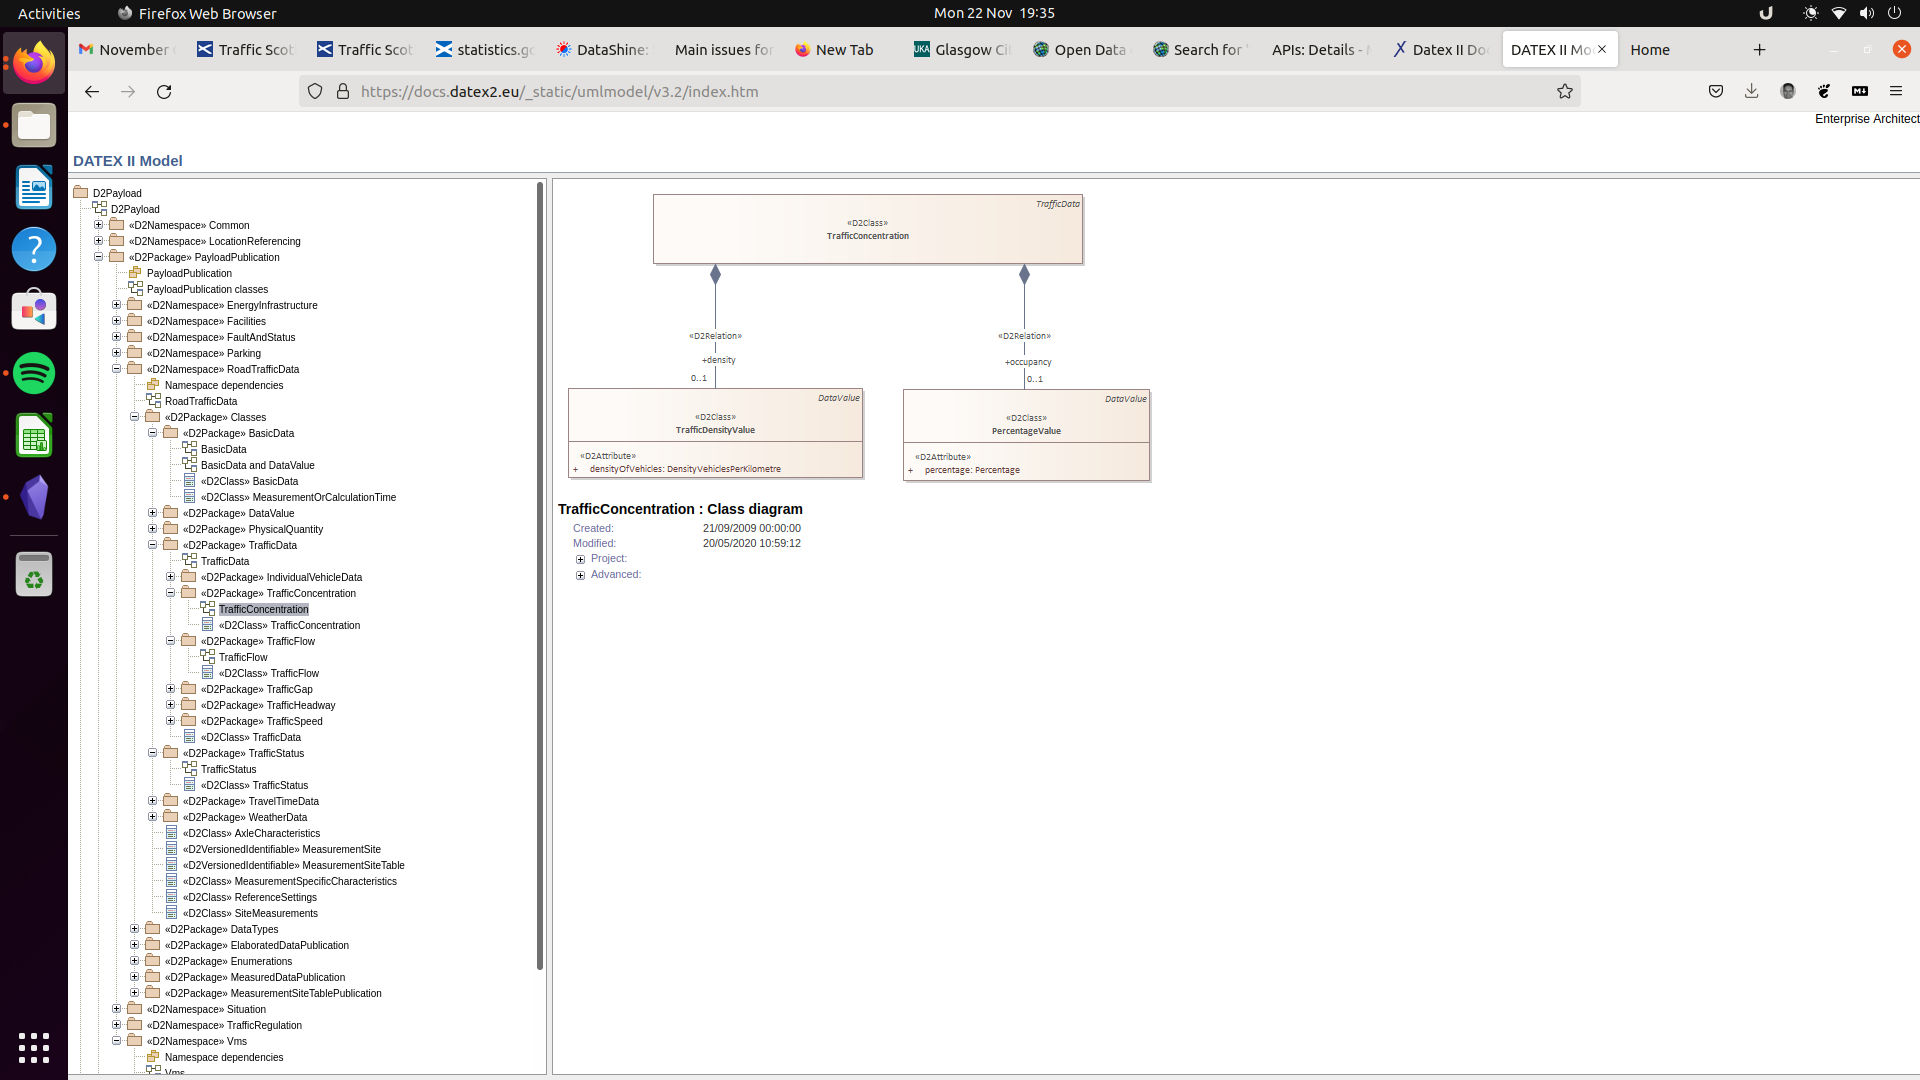 Activities
Firefox Web Browser
Mon 22 Nov 19:35
November
Traffic Scot
Traffic Scot
statistics.go
DataShine:
Main issues for
New Tab
UKA
Glasgow Ci
Open Data
Search for
APIs: Details -
Datex II Do
DATEX II Mo
Home
https://docs.datex2.eu/_static/umlmodel/v3.2/index.htm
Enterprise Architect
DATEX II Model
D2Payload
D2Payload
«D2Namespace» Common
«D2Namespace» LocationReferencing
«D2Package» PayloadPublication
PayloadPublication
PayloadPublication classes
«D2Namespace» EnergyInfrastructure
«D2Namespace» Facilities
«D2Namespace» FaultAndStatus
«D2Namespace» Parking
«D2Namespace» RoadTrafficData
Namespace dependencies
RoadTrafficData
«D2Package» Classes
«D2Package» BasicData
BasicData
BasicData and DataValue
«D2Class» BasicData
«D2Class» MeasurementOrCalculationTime
«D2Package» DataValue
«D2Package» PhysicalQuantity
«D2Package» TrafficData
TrafficData
«D2Package» IndividualVehicleData
«D2Package» TrafficConcentration
TrafficConcentration
«D2Class» TrafficConcentration
«D2Package» TrafficFlow
TrafficFlow
«D2Class» TrafficFlow
«D2Package» TrafficGap
«D2Package» TrafficHeadway
«D2Package» TrafficSpeed
«D2Class» TrafficData
«D2Package» TrafficStatus
TrafficStatus
«D2Class» TrafficStatus
«D2Package» TravelTimeData
«D2Package» WeatherData
«D2Class» AxleCharacteristics
«D2VersionedIdentifiable» MeasurementSite
«D2VersionedIdentifiable» MeasurementSiteTable
«D2Class» MeasurementSpecificCharacteristics
«D2Class» ReferenceSettings
«D2Class» SiteMeasurements
«D2Package» DataTypes
«D2Package» ElaboratedDataPublication
«D2Package» Enumerations
«D2Package» MeasuredDataPublication
«D2Package» MeasurementSiteTablePublication
«D2Namespace» Situation
«D2Namespace» TrafficRegulation
«D2Namespace» Vms
Namespace dependencies
Vms
TrafficData
«D2Class»
TrafficConcentration
«D2Relation»
+density
0..1
«D2Relation»
+occupancy
0..1
DataValue
«D2Class»
TrafficDensityValue
«D2Attribute»
+ densityOfVehicles: DensityVehiclesPerKilometre
DataValue
«D2Class»
PercentageValue
«D2Attribute»
+ percentage: Percentage
TrafficConcentration : Class diagram
Created: 21/09/2009 00:00:00
Modified: 20/05/2020 10:59:12
Project:
Advanced: